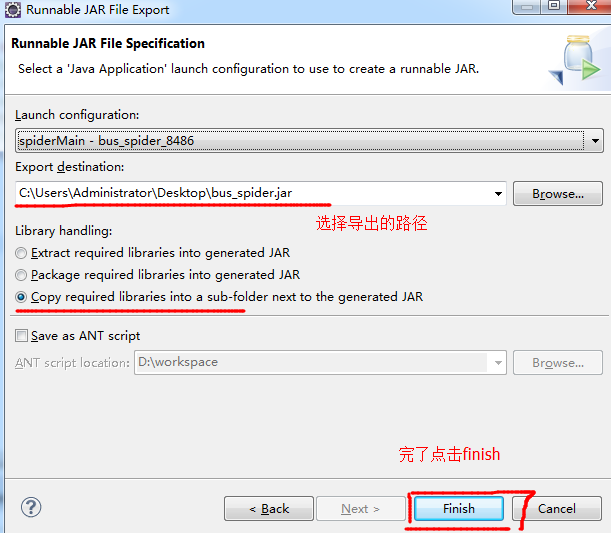 Runnable JAR File Export
Runnable JAR File Specification
Select a 'Java Application' launch configuration to use to create a runnable JAR.
Launch configuration:
spiderMain - bus_spider_8486
Export destination:
C:\Users\Administrator\Desktop\bus_spider.jar
Browse...
选择导出的路径
Library handling:
Extract required libraries into generated JAR
Package required libraries into generated JAR
Copy required libraries into a sub-folder next to the generated JAR
Save as ANT script
ANT script location:
D:\workspace
Browse...
完了点击finish
?
< Back
Next >
Finish
Cancel